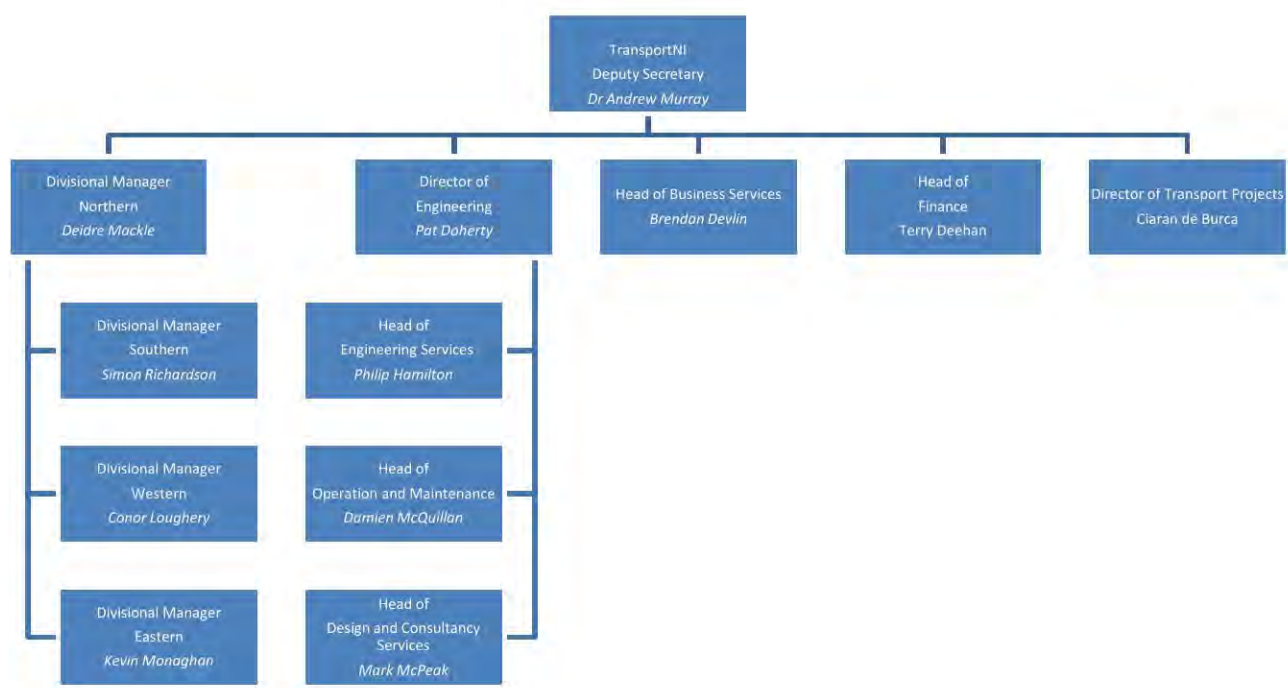 TransportNI
Deputy Secretary
Dr Andrew Murray
Divisional Manager
Northern
Deidre Mackle
Director of
Engineering
Pat Doherty
Head of Business Services
Brendan Devlin
Head of
Finance
Terry Deehan
Director of Transport Projects
Ciaran de Burca
Divisional Manager
Southern
Simon Richardson
Head of
Engineering Services
Philip Hamilton
Divisional Manager
Western
Conor Loughery
Head of
Operation and Maintenance
Damien McQuillan
Divisional Manager
Eastern
Kevin Monaghan
Head of
Design and Consultancy
Services
Mark McPeak